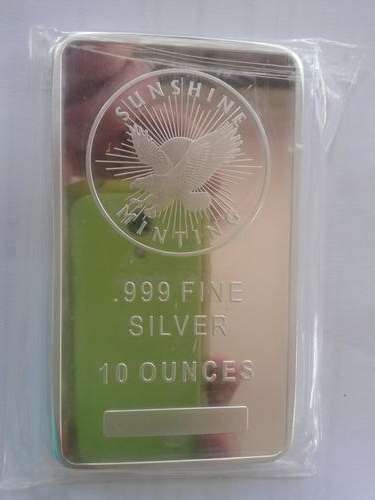 SUNSHINE
MINTING
.999 FINE
SILVER
10 OUNCES